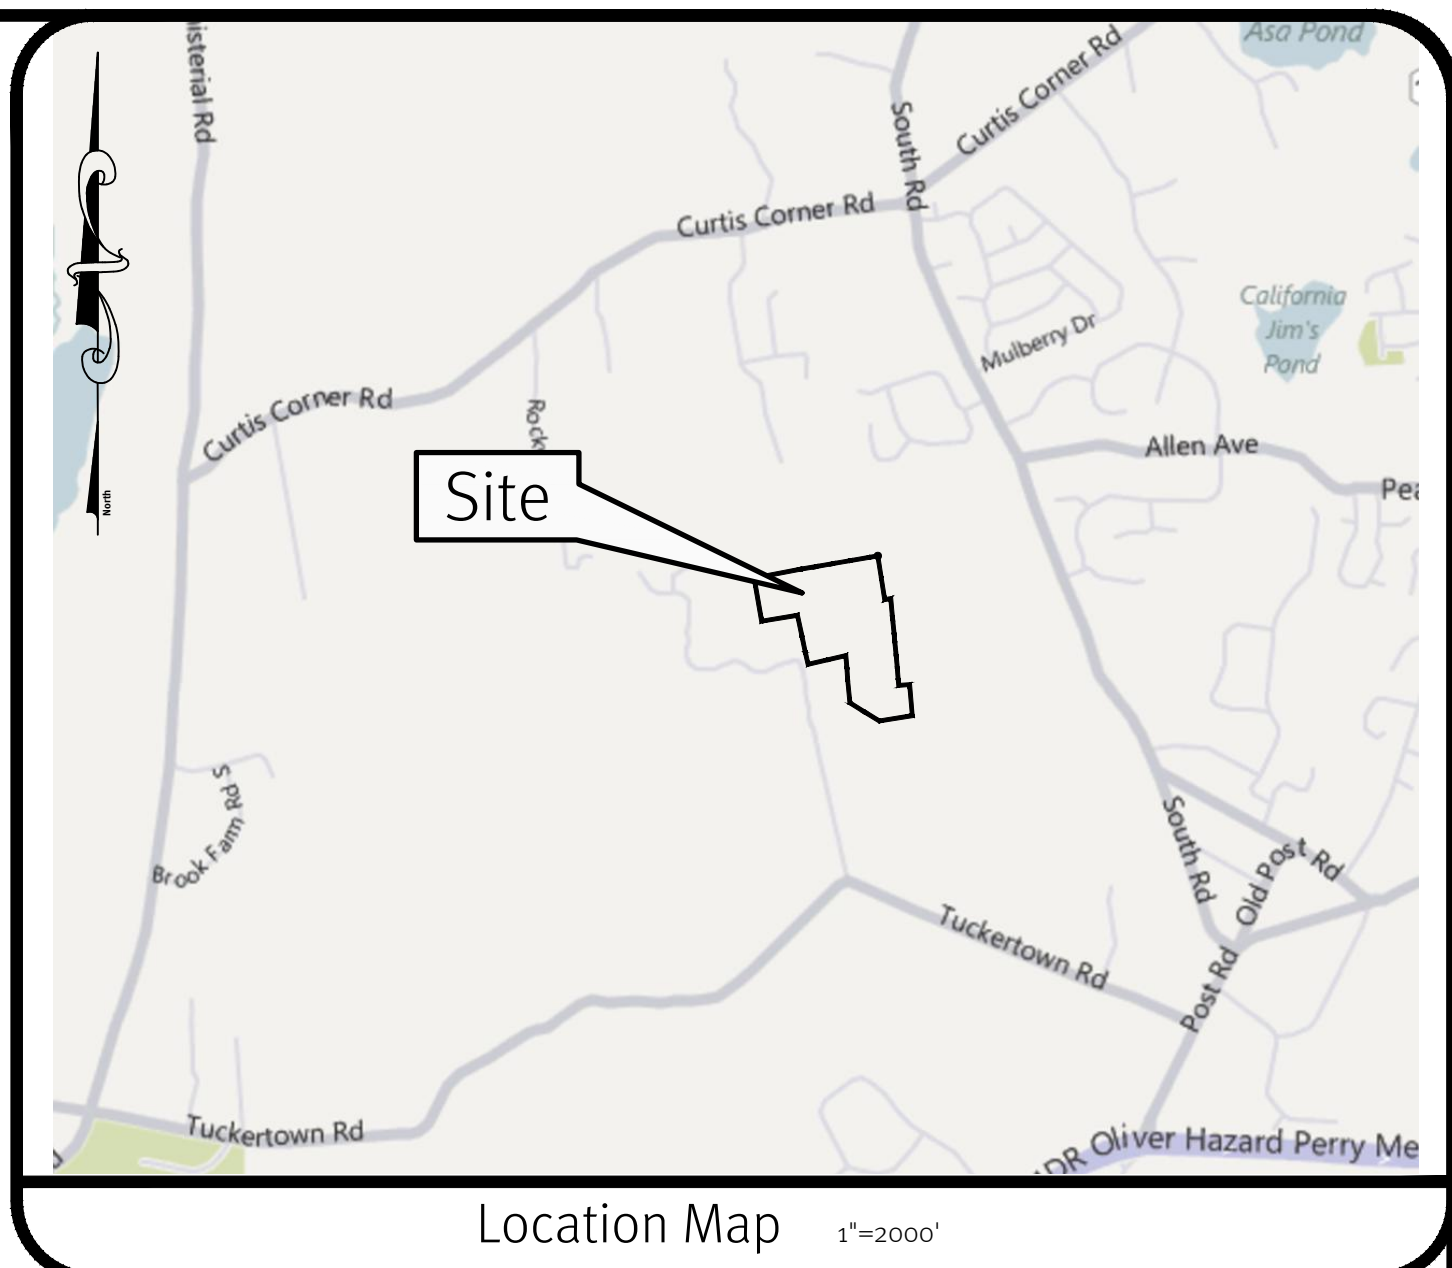 Asa Pond
isterial Rd
Curtis Corner Rd
South Rd
Curtis Corner Rd
California
Jim's
Pond
Mulberry Dr
Curtis Corner Rd
Rock
Allen Ave
Pea
Site
North
S
Brook Farm Rd
South Rd
Old Post Rd
Tuckertown Rd
Post Rd
Tuckertown Rd
DR Oliver Hazard Perry Me
Location Map 1"=2000'